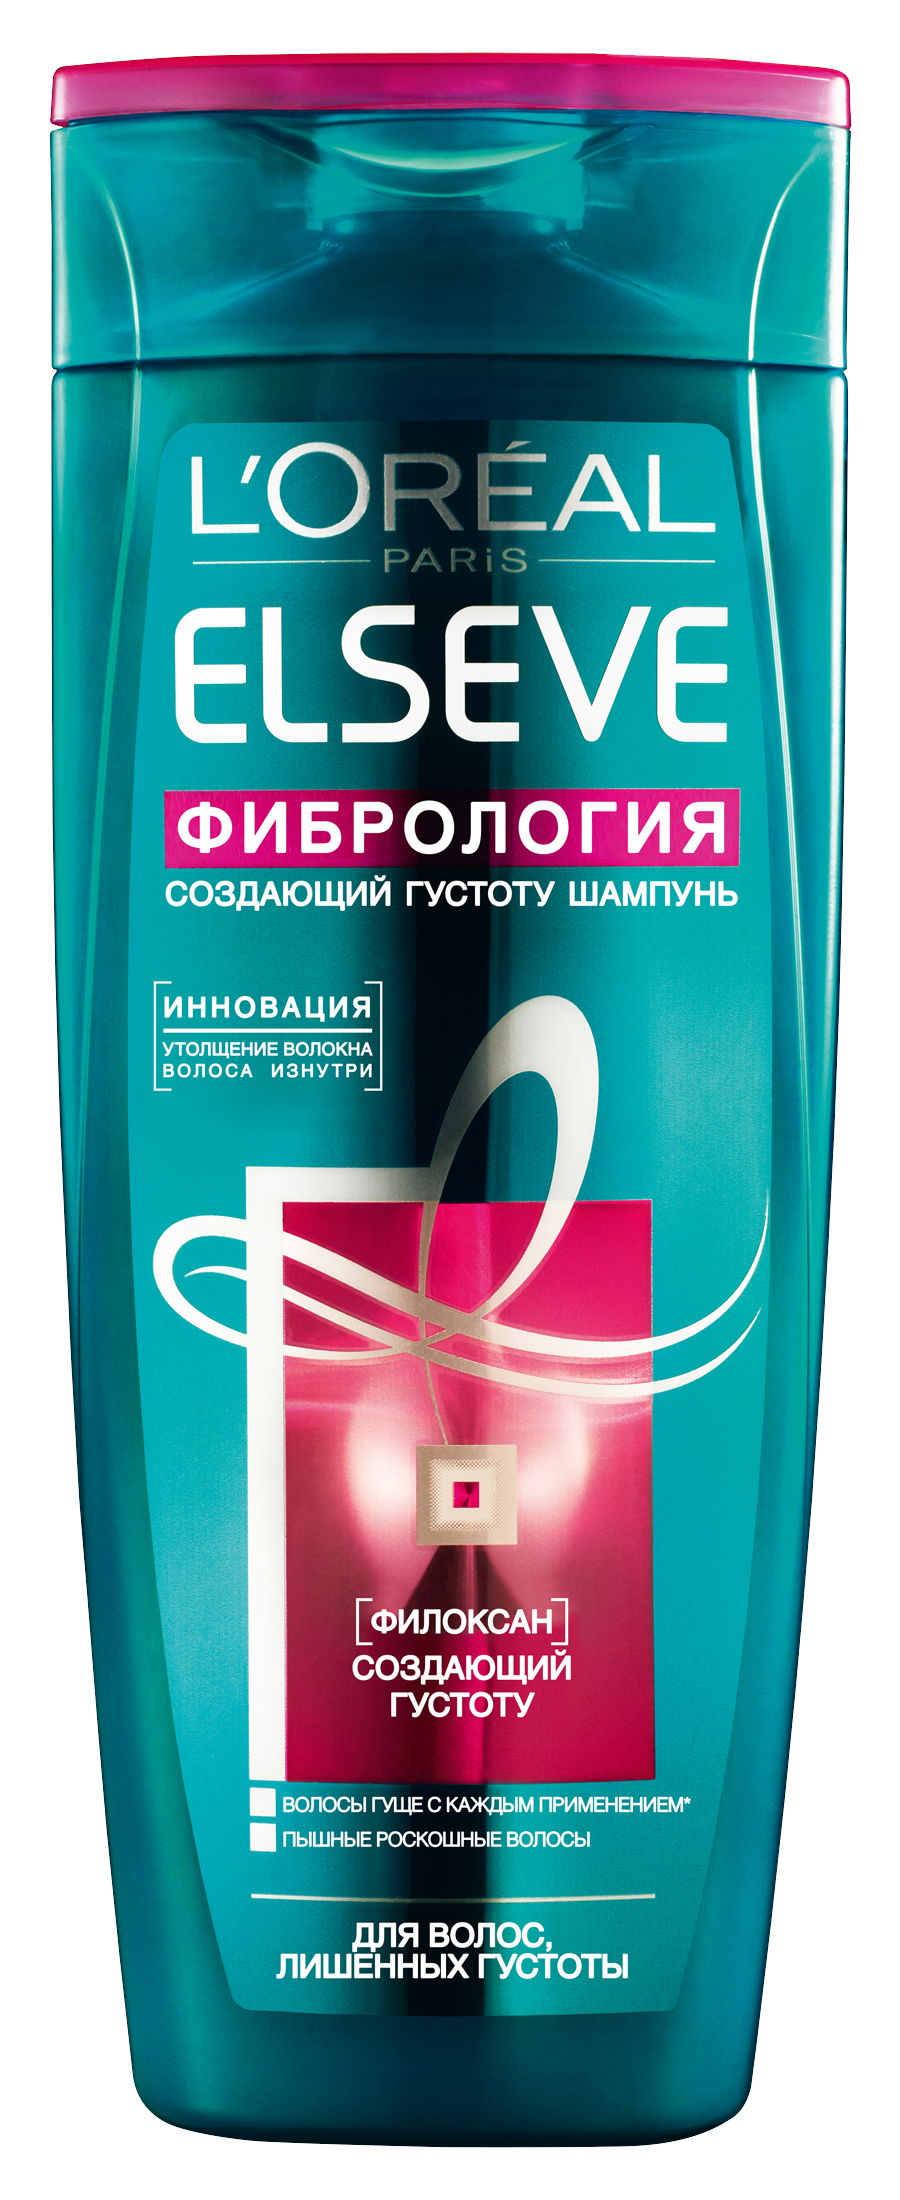 L'ORÉAL
PARiS
ELSEVE
ФИБРОЛОГИЯ
СОЗДАЮЩИЙ ГУСТОТУ ШАМПУНЬ
ИННОВАЦИЯ
УТОЛЩЕНИЕ ВОЛОКНА
ВОЛОСА ИЗНУТРИ
[ФИЛОКСАН]
СОЗДАЮЩИЙ
ГУСТОТУ
ВОЛОСЫ ГУЩЕ С КАЖДЫМ ПРИМЕНЕНИЕМ*
ПЫШНЫЕ РОСКОШНЫЕ ВОЛОСЫ
ДЛЯ ВОЛОС,
ЛИШЕННЫХ ГУСТОТЫ